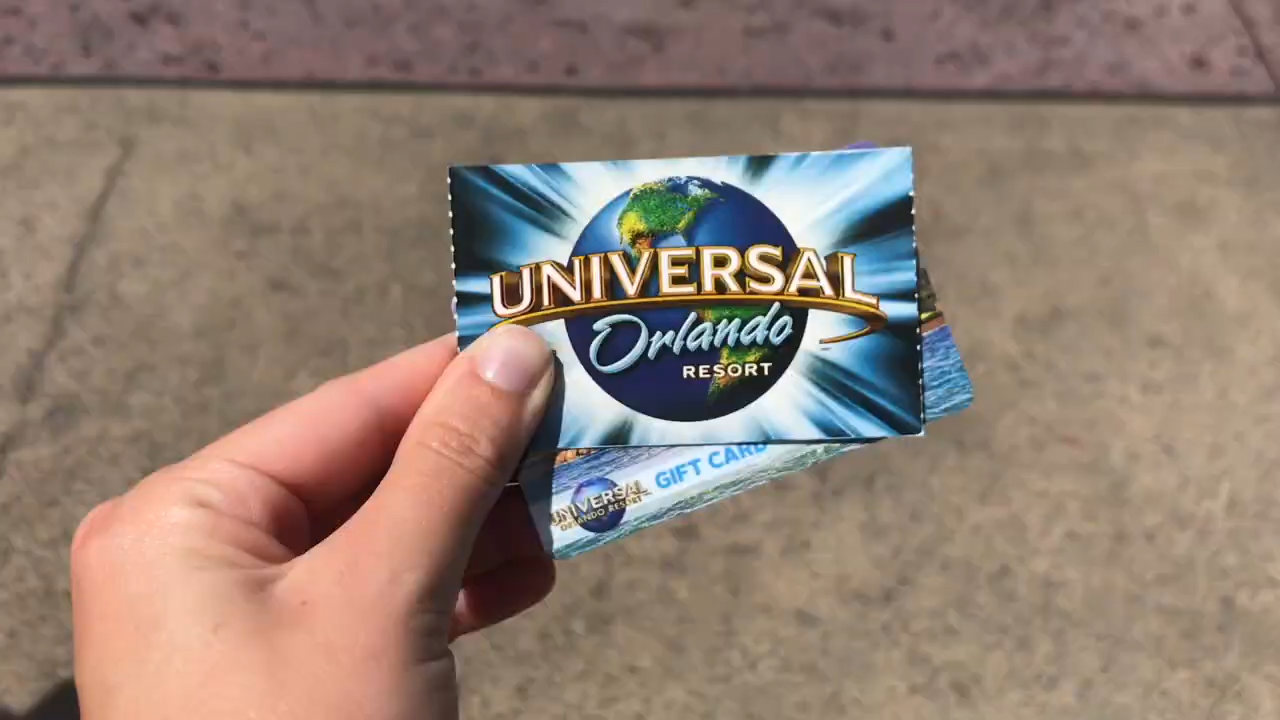 UNIVERSAL
Orlando
RESORT
GIFT CARD
UNIVERSAL
ORLANDO RESORT